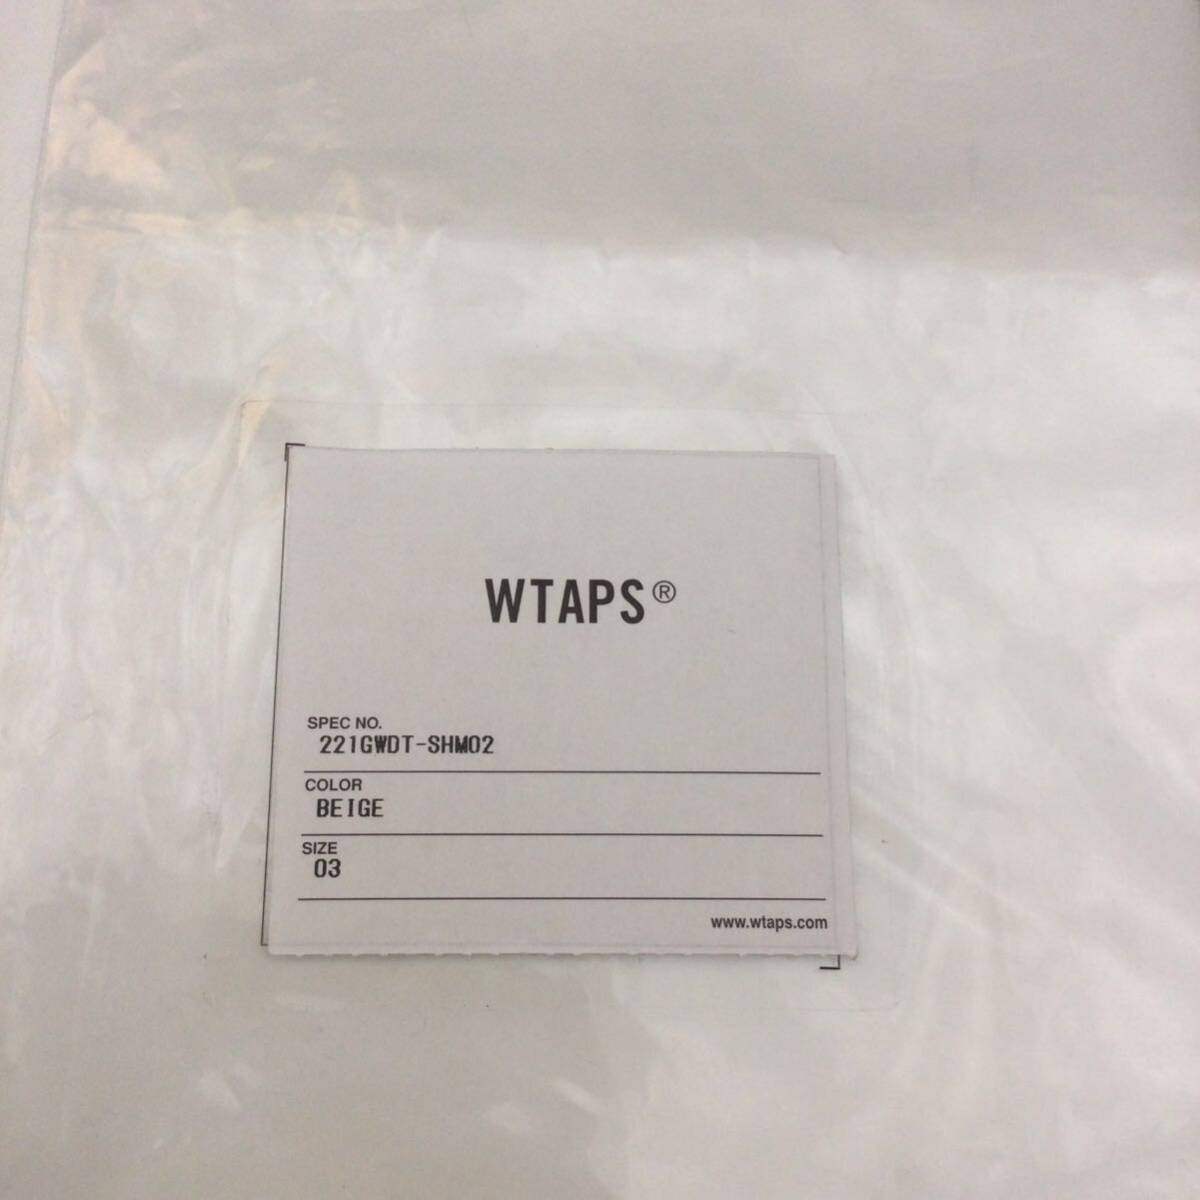 WTAPS®
SPEC NO.
221GWDT-SHM02
COLOR
BEIGE
SIZE
03
www.wtaps.com